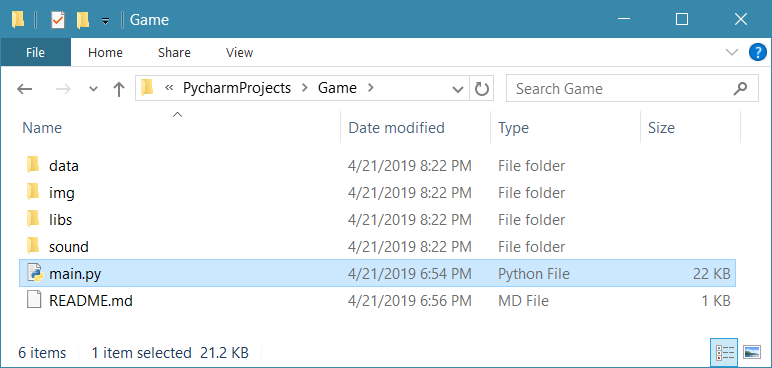 Game
File Home Share View ?
« PycharmProjects Game Search Game
Name Date modified Type Size
data 4/21/2019 8:22 PM File folder
img 4/21/2019 8:22 PM File folder
libs 4/21/2019 8:22 PM File folder
sound 4/21/2019 8:22 PM File folder
main.py 4/21/2019 6:54 PM Python File 22 KB
README.md 4/21/2019 6:56 PM MD File 1 KB
6 items 1 item selected 21.2 KB